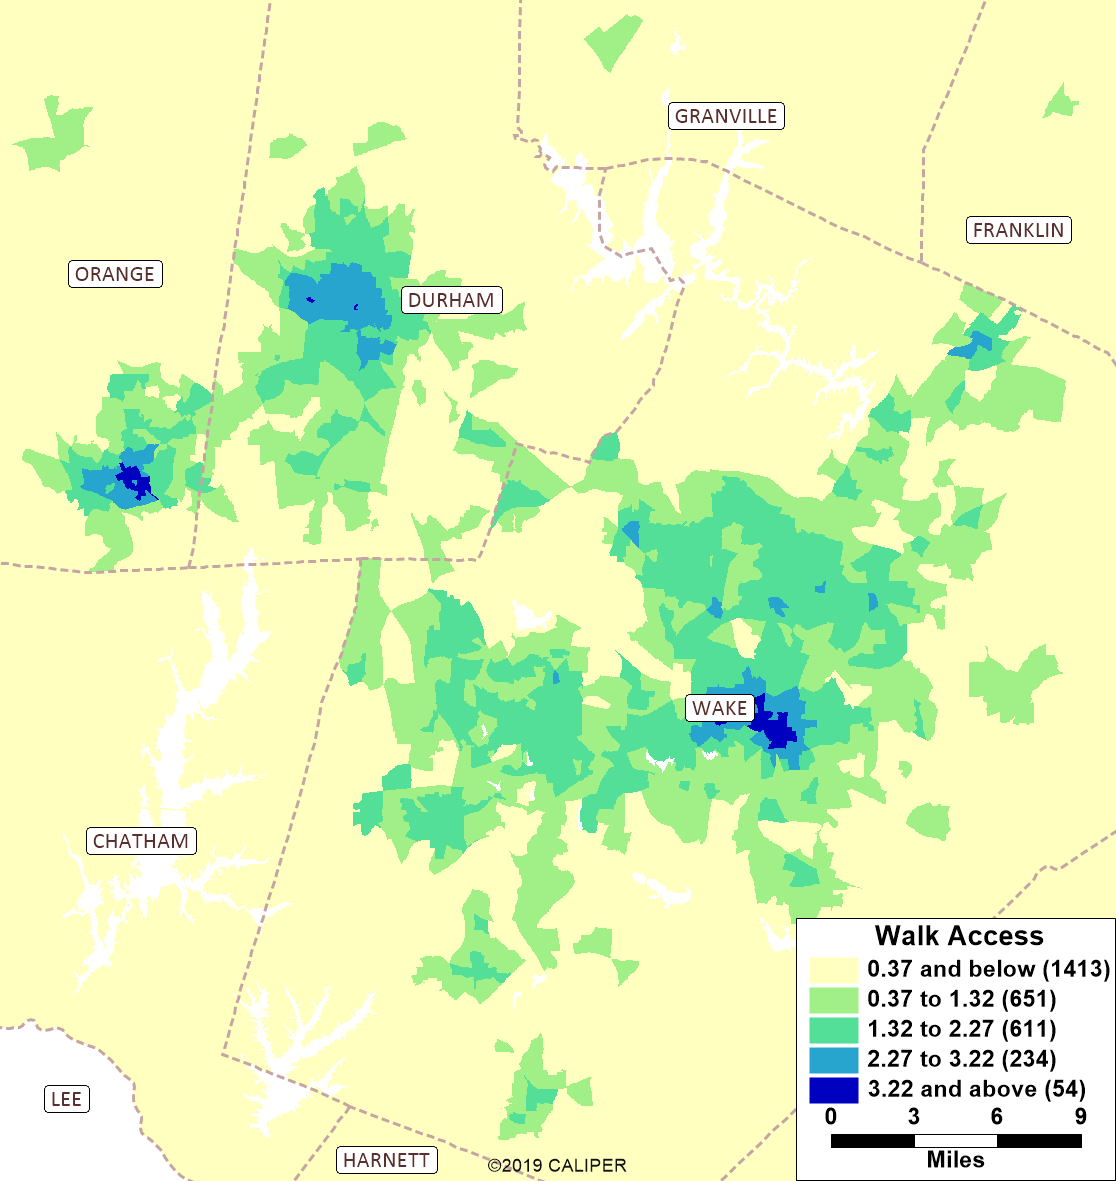 GRANVILLE
FRANKLIN
ORANGE
DURHAM
WAKE
CHATHAM
LEE
HARNETT
©2019 CALIPER
Walk Access
0.37 and below (1413)
0.37 to 1.32 (651)
1.32 to 2.27 (611)
2.27 to 3.22 (234)
3.22 and above (54)
0 3 6 9
Miles